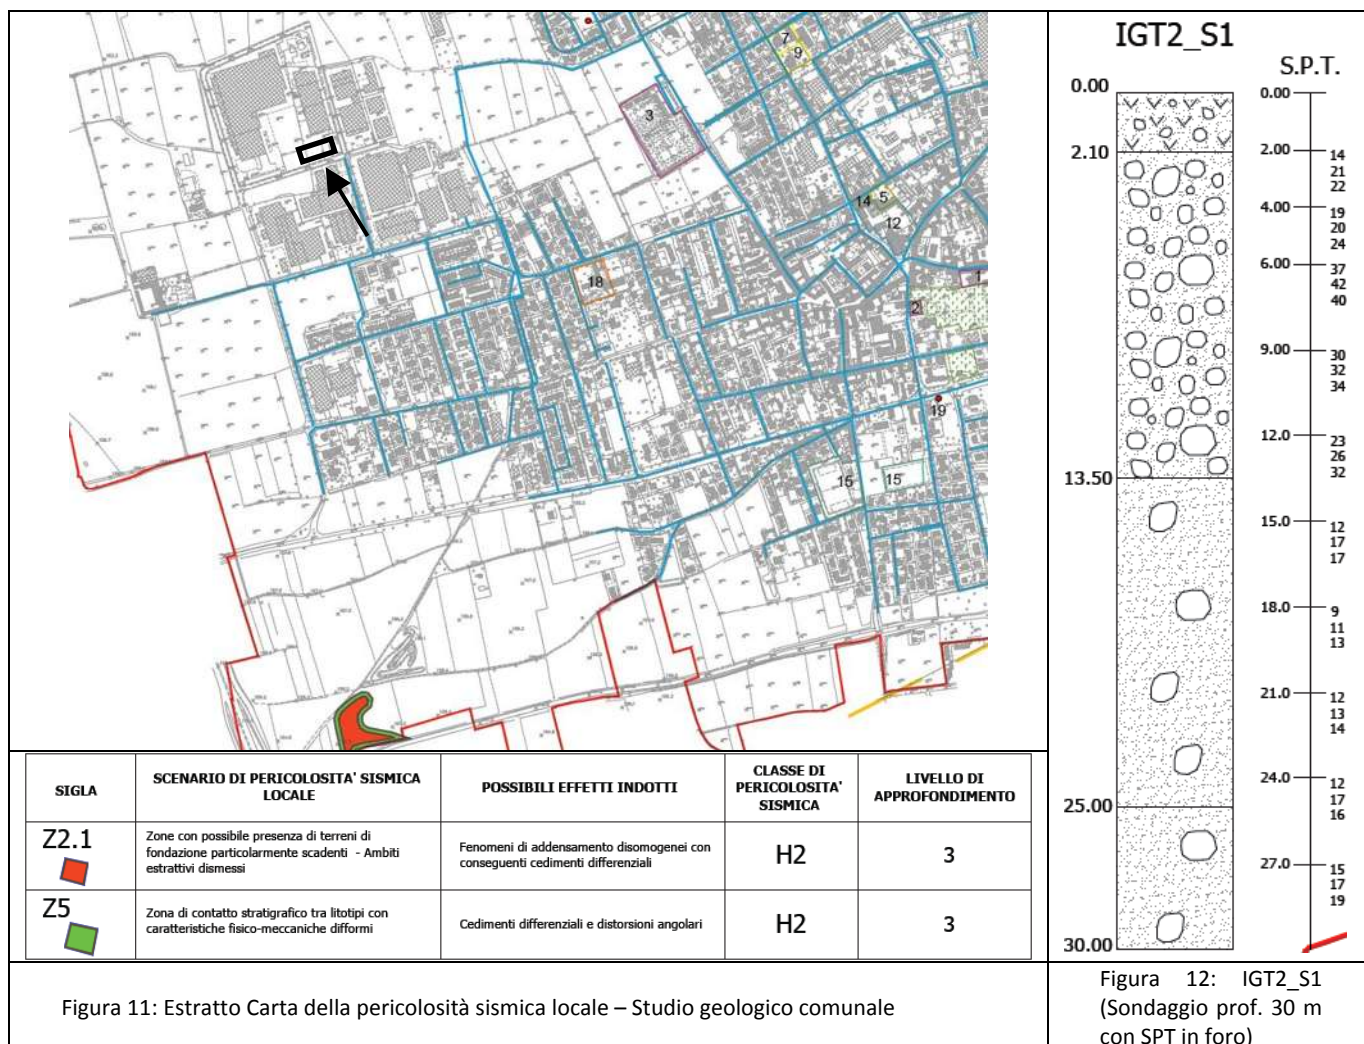 7
9
3
5
14
12
1
2
18
19
15
15
SIGLA
SCENARIO DI PERICOLOSITA' SISMICA
LOCALE
POSSIBILI EFFETTI INDOTTI
CLASSE DI
PERICOLOSITA'
SISMICA
LIVELLO DI
APPROFONDIMENTO
Z2.1
Zone con possibile presenza di terreni di
fondazione particolarmente scadenti - Ambiti
estrattivi dismessi
Fenomeni di addensamento disomogenei con
conseguenti cedimenti differenziali
H2
3
Z5
Zona di contatto stratigrafico tra litotipi con
caratteristiche fisico-meccaniche difformi
Cedimenti differenziali e distorsioni angolari
H2
3
Figura 11: Estratto Carta della pericolosità sismica locale – Studio geologico comunale
IGT2_S1
S.P.T.
0.00
2.10
13.50
25.00
30.00
0.00
2.00
14
21
22
4.00
19
20
24
6.00
37
42
40
9.00
30
32
34
12.0
23
26
32
15.0
12
17
17
18.0
9
11
13
21.0
12
13
14
24.0
12
17
16
27.0
15
17
19
Figura 12: IGT2_S1
(Sondaggio prof. 30 m
con SPT in foro)